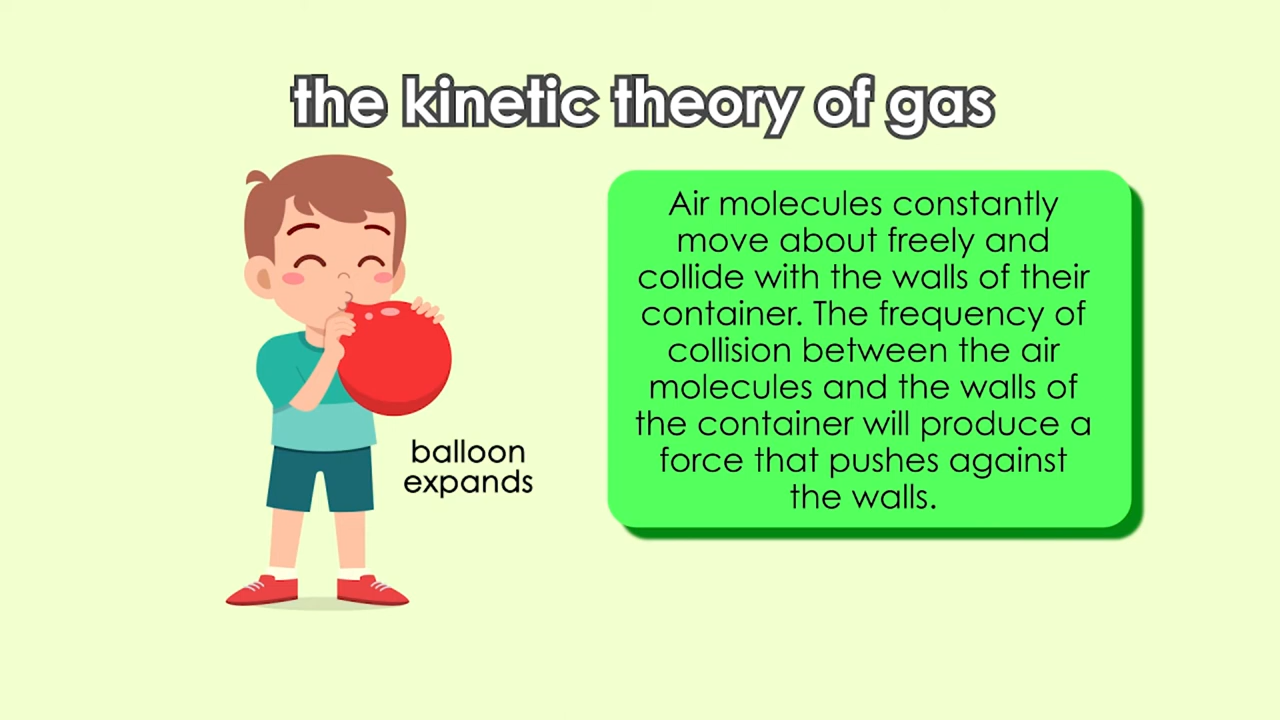 the kinetic theory of gas
Air molecules constantly
move about freely and
collide with the walls of their
container. The frequency of
collision between the air
molecules and the walls of
the container will produce a
force that pushes against
the walls.
balloon
expands